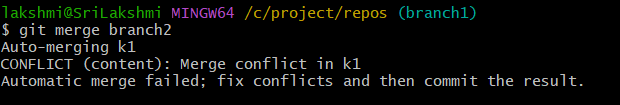 lakshmi@SriLakshmi MINGW64 /c/project/repos (branch1)
$ git merge branch2
Auto-merging k1
CONFLICT (content): Merge conflict in k1
Automatic merge failed; fix conflicts and then commit the result.